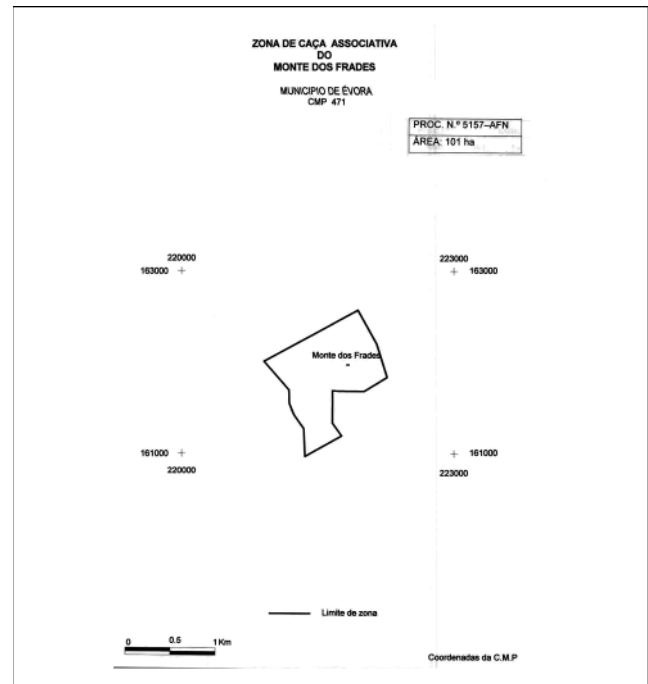 ZONA DE CAÇA ASSOCIATIVA
DO
MONTE DOS FRADES
MUNICIPIO DE ÉVORA
CMP 471
PROC. N.º 5157–AFN
ÁREA: 101 ha
220000
163000
223000
163000
Monte dos Frades
161000
220000
161000
223000
Limite de zona
0 0.5 1Km
Coordenadas da C.M.P